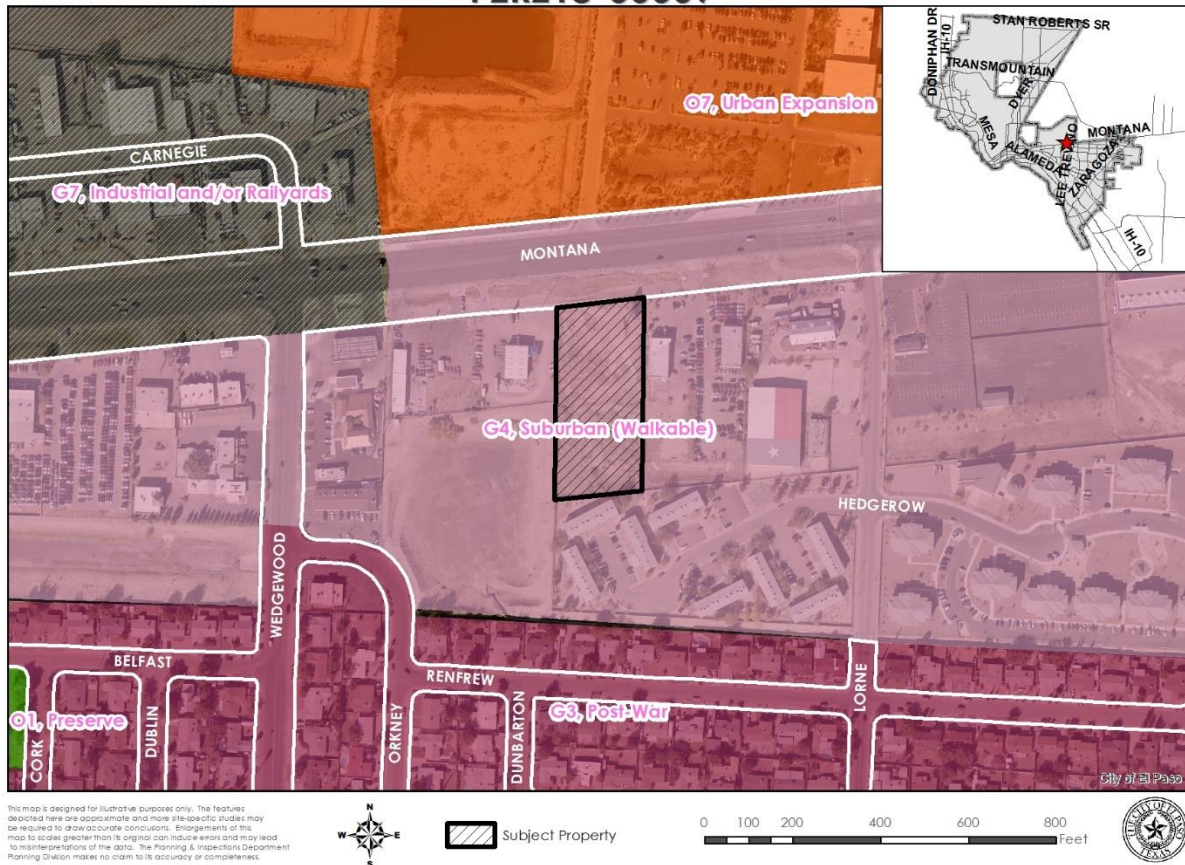 STAN ROBERTS SR
DONIPHAN DR
IH-10
TRANSMOUNTAIN
DYER
MESA
MONTANA
ALAMEDA
LEE TREVINO
ZARAGOZA
IH-10
O7, Urban Expansion
CARNEGIE
G7, Industrial and/or Railyards
MONTANA
G4, Suburban (Walkable)
HEDGEROW
WEDGEWOOD
BELFAST
RENFREW
LORNE
O1, Preserve
CORK
DUBLIN
ORKNEY
DUNBARTON
G3, Post-War
City of El Paso
This map is designed for illustrative purposes only. The features
depicted here are approximate and more site-specific studies may
be required to draw accurate conclusions. Enlargements of this
map to scales greater than its original can induce errors and may lead
to misinterpretations of the data. The Planning & Inspections Department
Planning Division makes no claim to its accuracy or completeness.
N
W
E
S
Subject Property
0 100 200 400 600 800
Feet